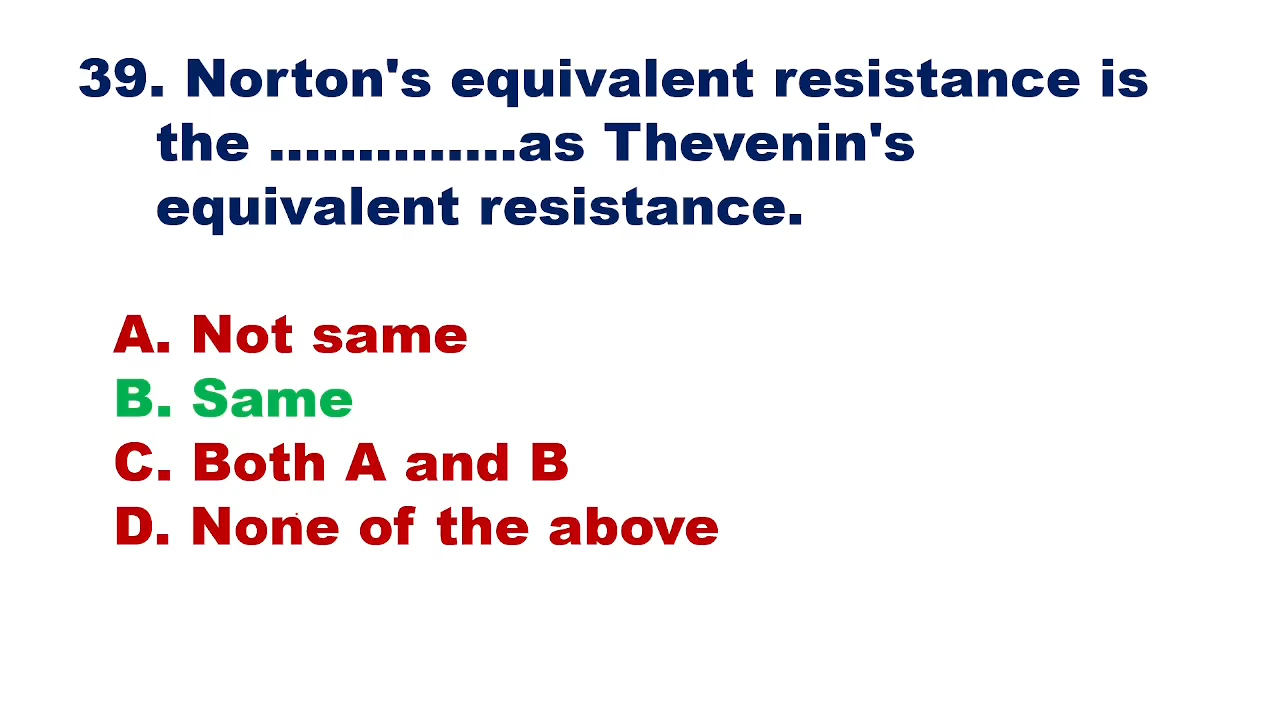 39. Norton's equivalent resistance is
the ..............as Thevenin's
equivalent resistance.
A. Not same
B. Same
C. Both A and B
D. None of the above